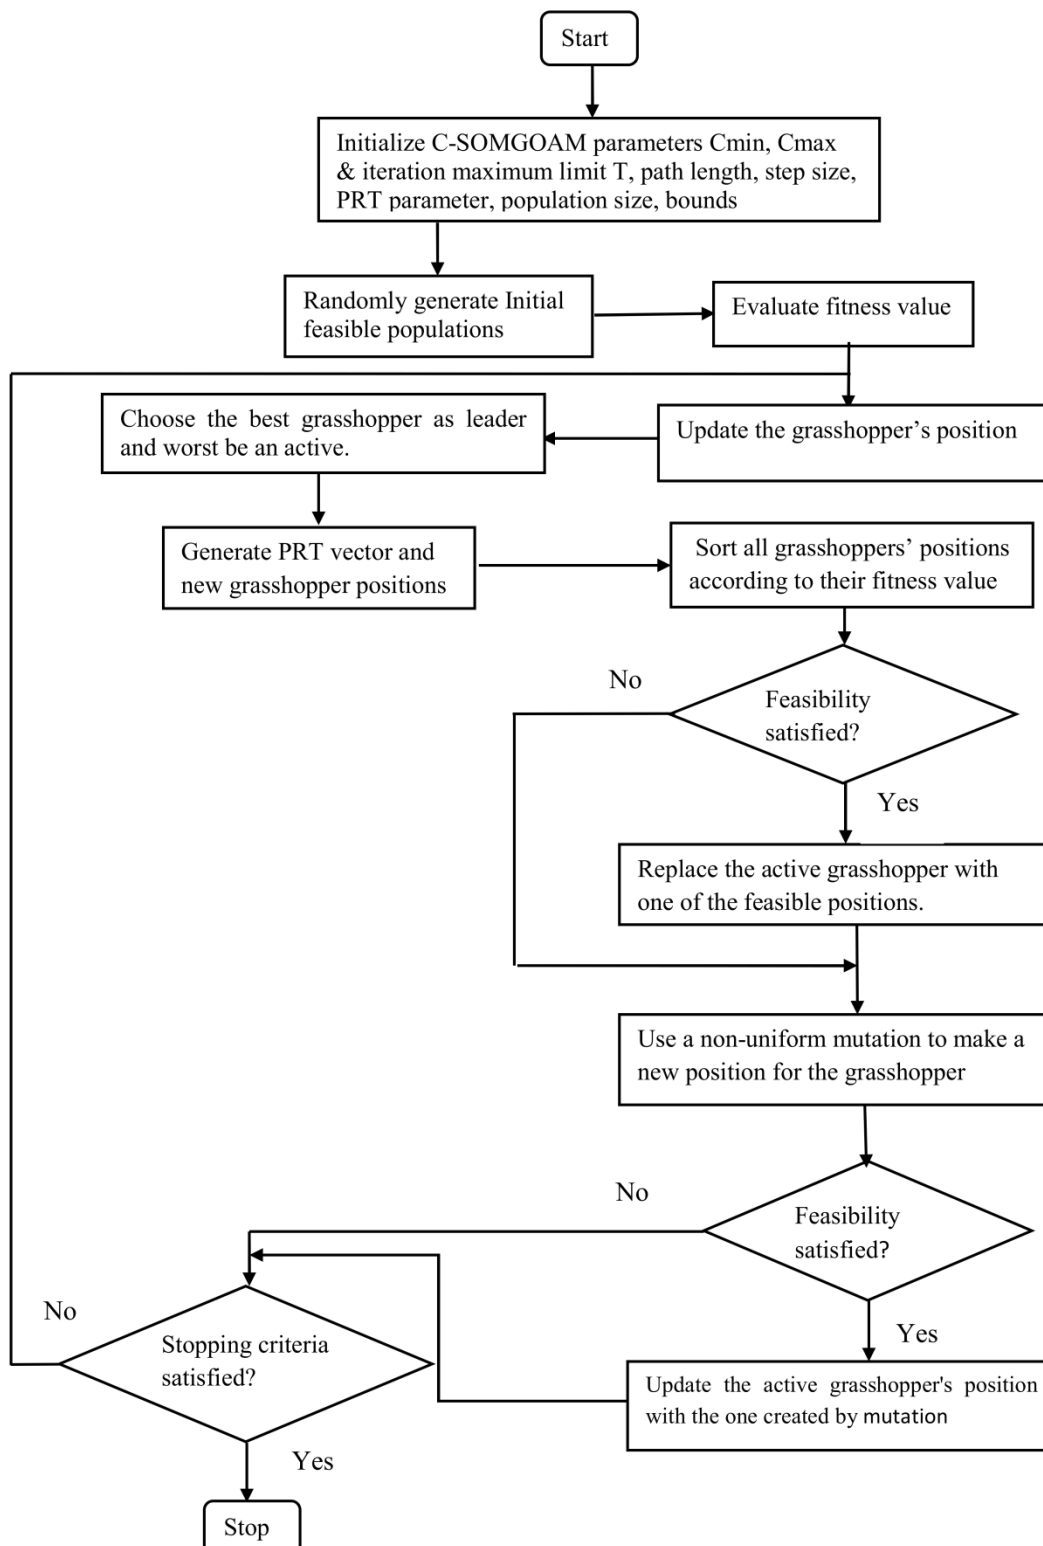 Start
Initialize C-SOMGOAM parameters Cmin, Cmax
& iteration maximum limit T, path length, step size,
PRT parameter, population size, bounds
Randomly generate Initial
feasible populations
Evaluate fitness value
Choose the best grasshopper as leader
and worst be an active.
Update the grasshopper’s position
Generate PRT vector and
new grasshopper positions
Sort all grasshoppers’ positions
according to their fitness value
No
Feasibility
satisfied?
Yes
Replace the active grasshopper with
one of the feasible positions.
Use a non-uniform mutation to make a
new position for the grasshopper
No
Feasibility
satisfied?
Yes
No
Stopping criteria
satisfied?
Update the active grasshopper's position
with the one created by mutation
Yes
Stop